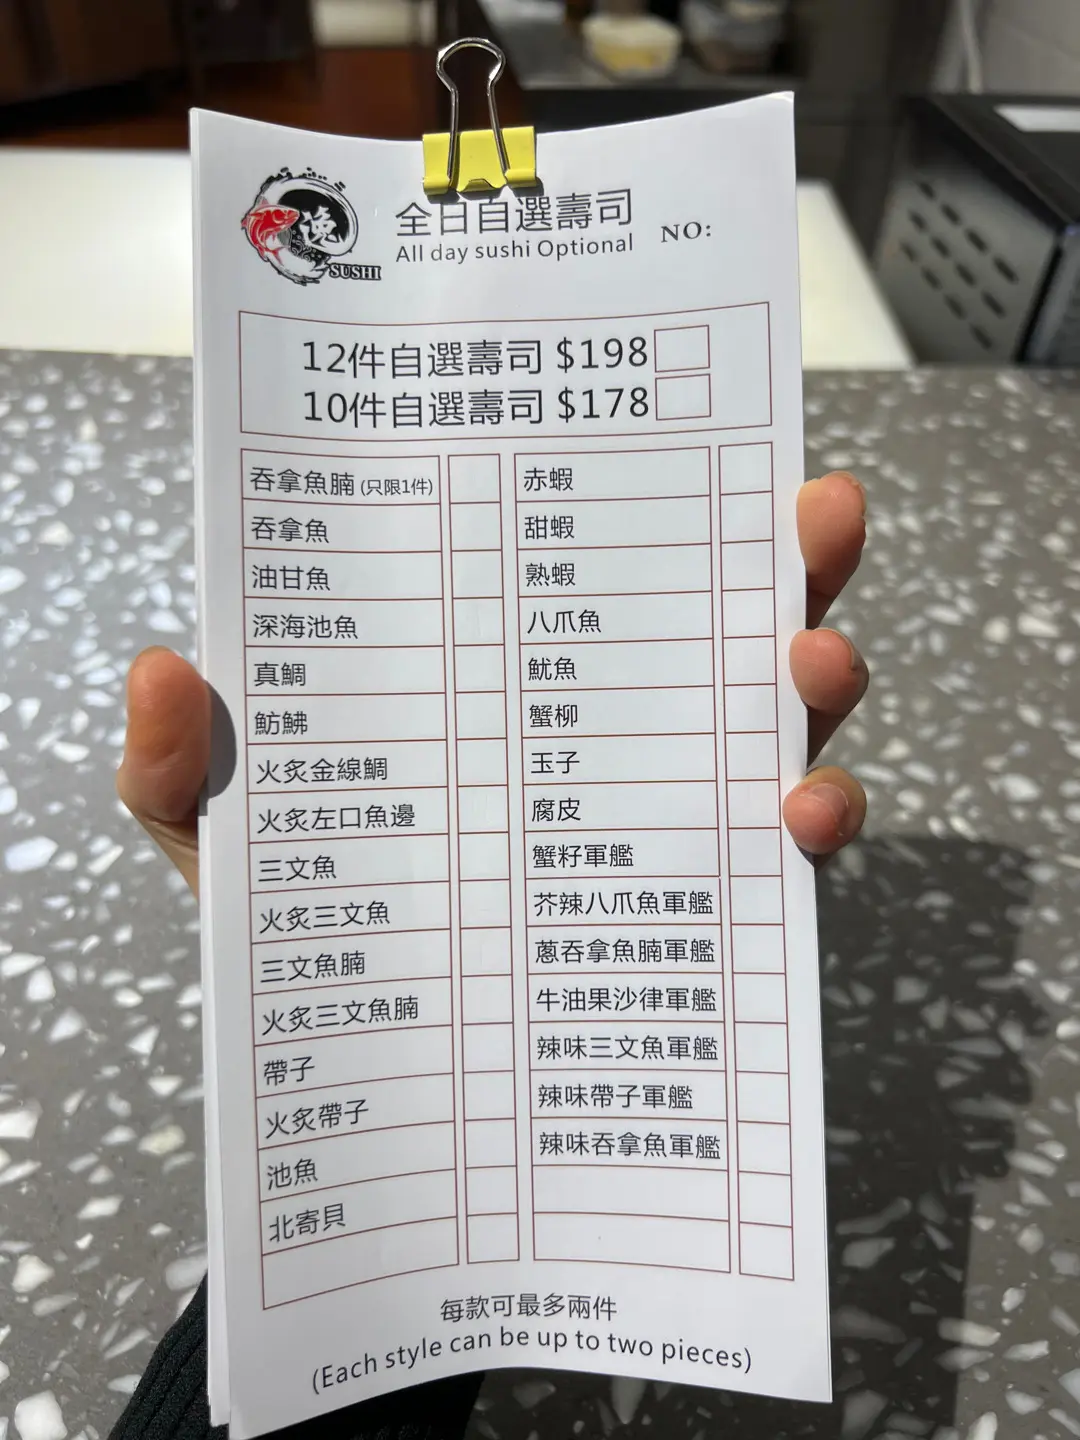 逸
SUSHI
全日自選壽司
All day sushi Optional
NO:
12件自選壽司 $198
10件自選壽司 $178
吞拿魚腩 (只限1件)
吞拿魚
油甘魚
深海池魚
真鯛
魴鮄
火炙金線鯛
火炙左口魚邊
三文魚
火炙三文魚
三文魚腩
火炙三文魚腩
帶子
火炙帶子
池魚
北寄貝
赤蝦
甜蝦
熟蝦
八爪魚
魷魚
蟹柳
玉子
腐皮
蟹籽軍艦
芥辣八爪魚軍艦
蔥吞拿魚腩軍艦
牛油果沙律軍艦
辣味三文魚軍艦
辣味帶子軍艦
辣味吞拿魚軍艦
每款可最多兩件
(Each style can be up to two pieces)